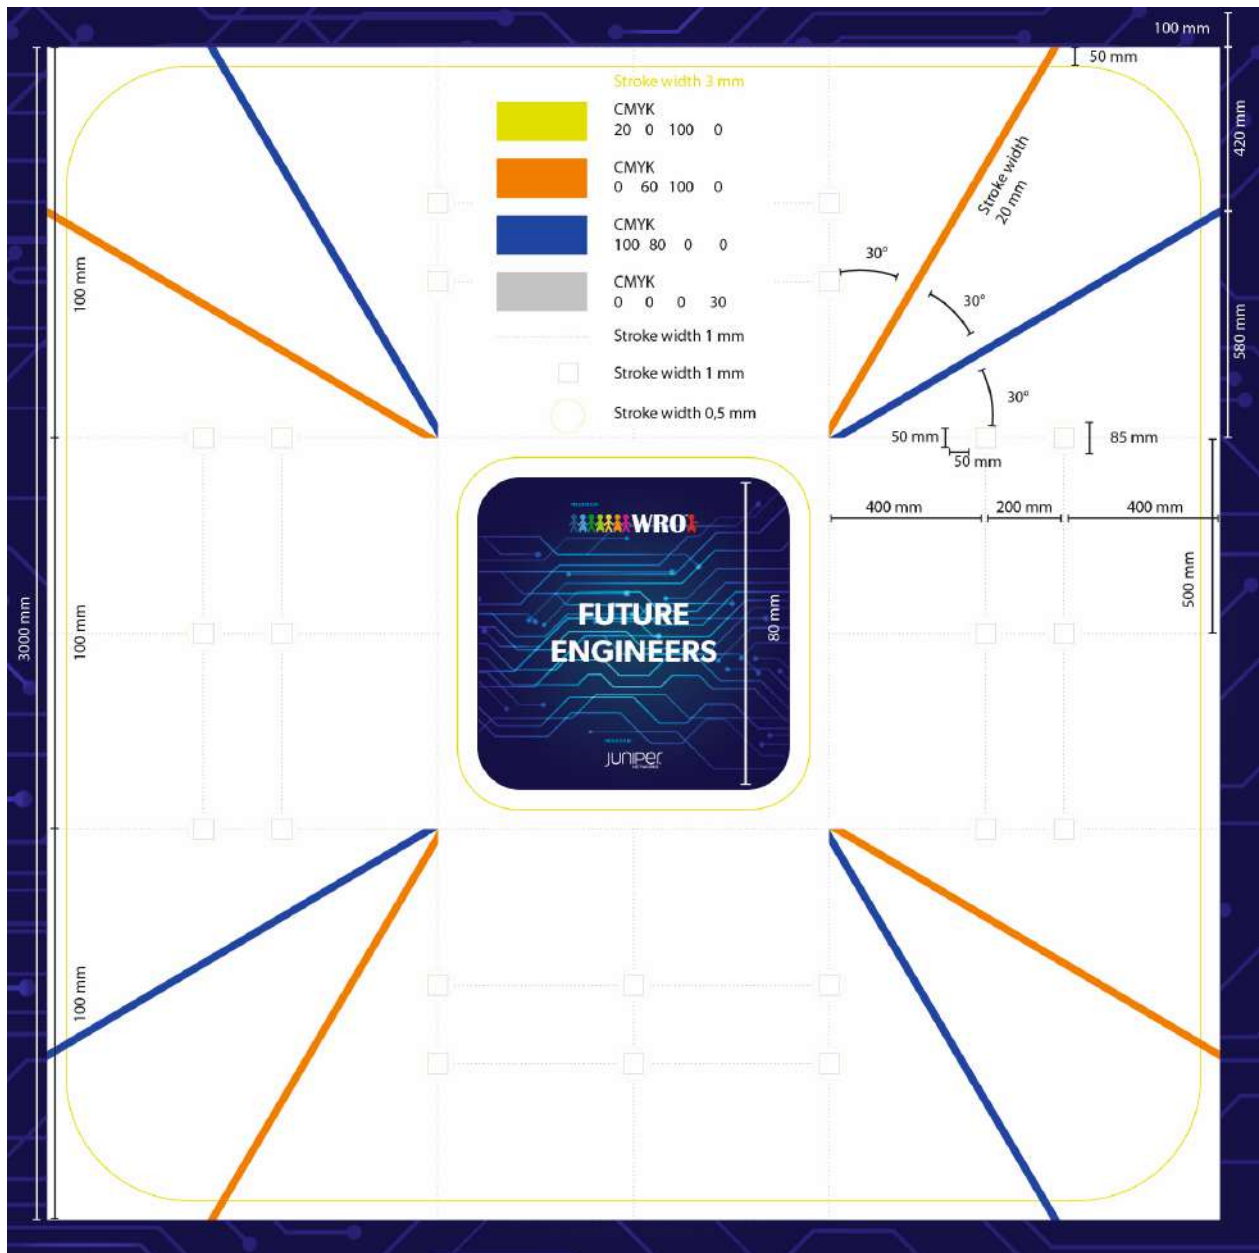 100 mm
50 mm
Stroke width 3 mm
CMYK
20 0 100 0
CMYK
0 60 100 0
CMYK
100 80 0 0
CMYK
0 0 0 30
Stroke width 1 mm
Stroke width 1 mm
Stroke width 0,5 mm
Stroke width
20 mm
30°
30°
30°
420 mm
580 mm
100 mm
50 mm
50 mm
85 mm
400 mm
200 mm
400 mm
500 mm
3000 mm
100 mm
100 mm
WRO
FUTURE
ENGINEERS
80 mm
JUNIPer
NETWORKS